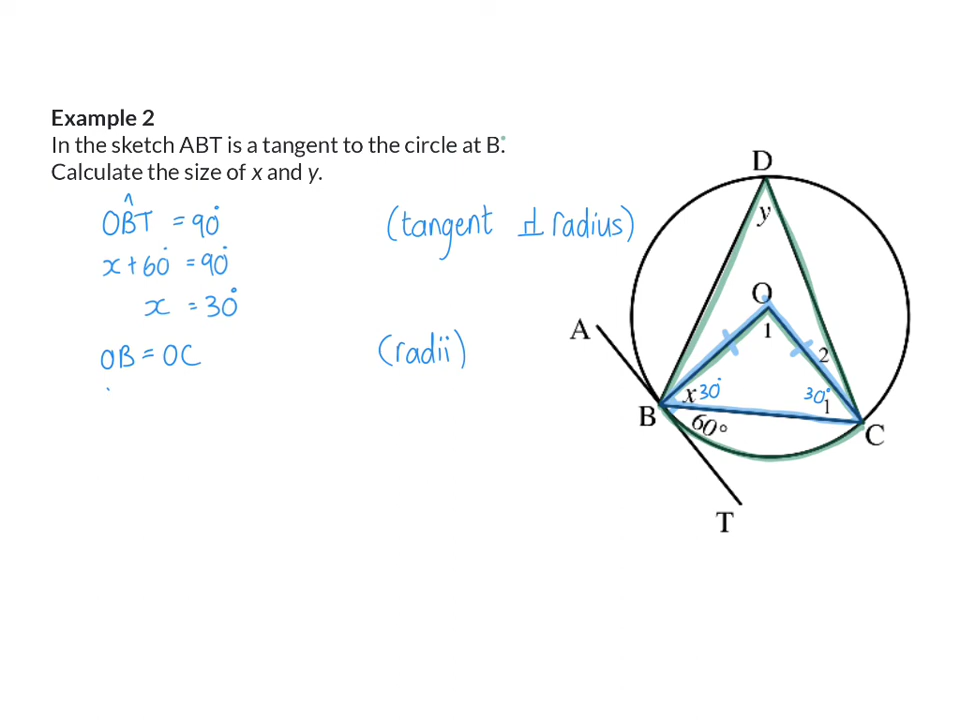 Example 2
In the sketch ABT is a tangent to the circle at B.
Calculate the size of x and y.
OB̂T = 90° (tangent ⊥ radius)
x + 60° = 90°
x = 30°
OB = OC (radii)
D
y
O
1
A
2
x 30°
30°
1
B
60°
C
T